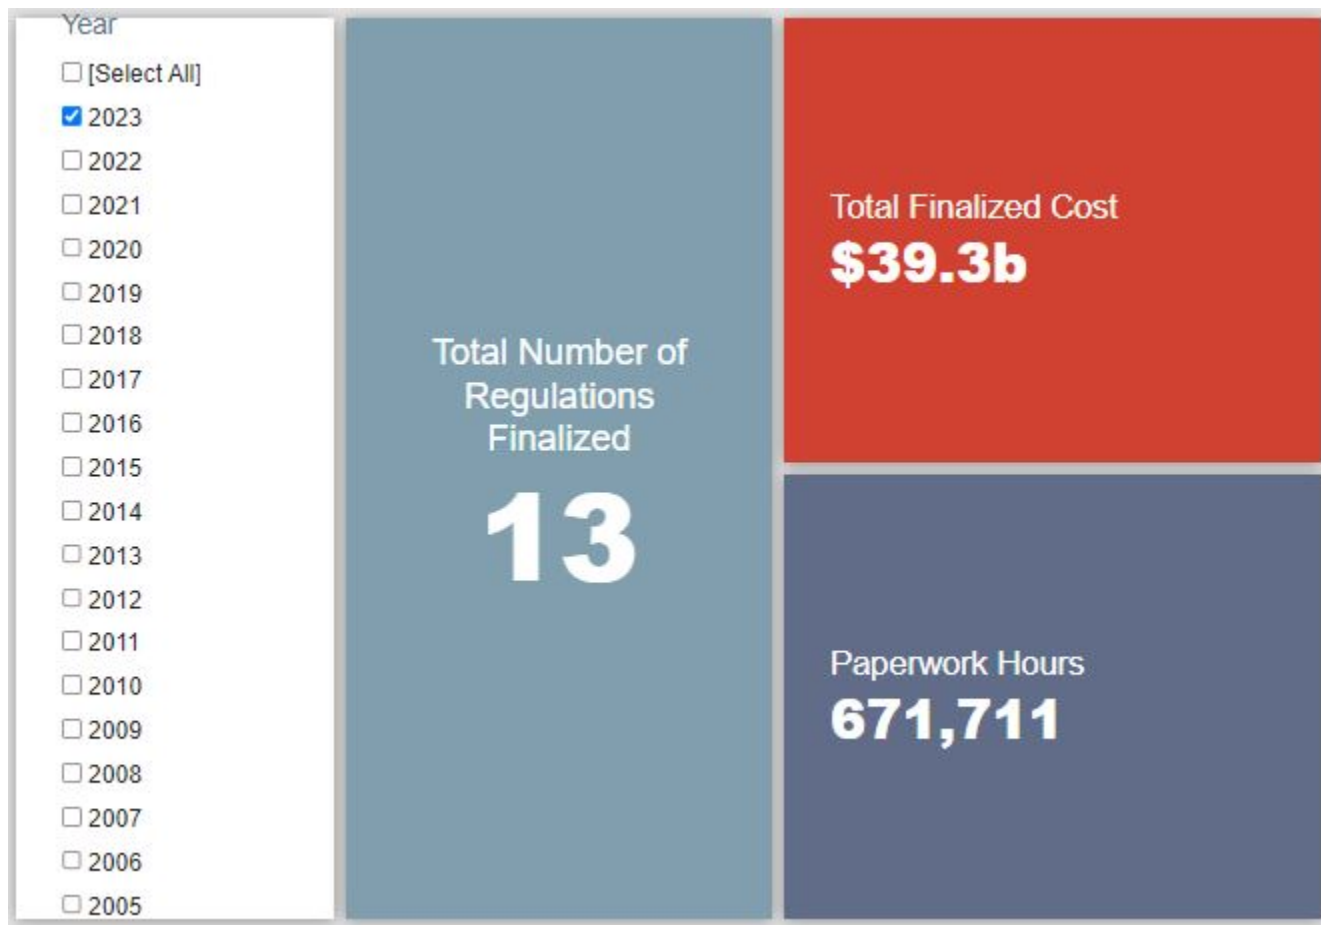 Year
[Select All]
2023
2022
2021
2020
2019
2018
2017
2016
2015
2014
2013
2012
2011
2010
2009
2008
2007
2006
2005
Total Number of
Regulations
Finalized
13
Total Finalized Cost
$39.3b
Paperwork Hours
671,711